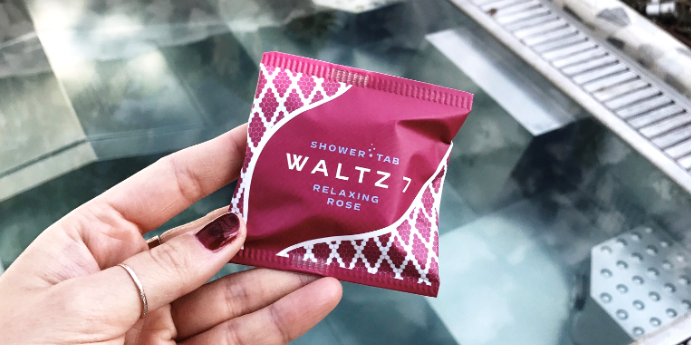 SHOWER TAB
WALTZ 7
RELAXING
ROSE